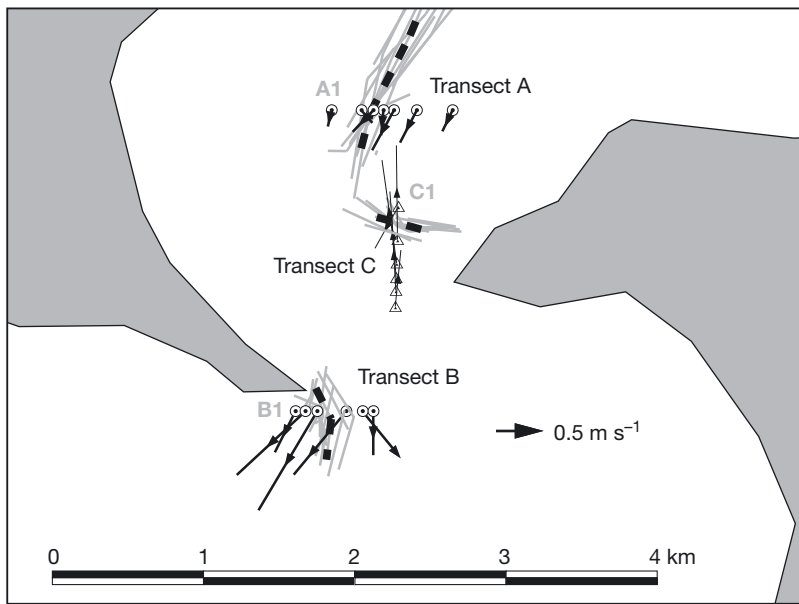 A1
Transect A
C1
Transect C
Transect B
B1
0.5 m s⁻¹
0 1 2 3 4 km